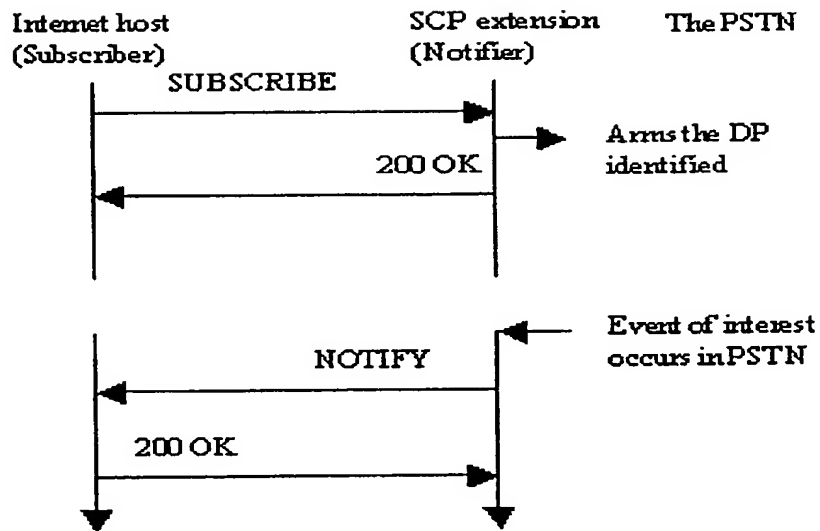 Internet host
(Subscriber)
SCP extension
(Notifier)
The PSTN
SUBSCRIBE
Arms the DP
identified
200 OK
Event of interest
occurs in PSTN
NOTIFY
200 OK